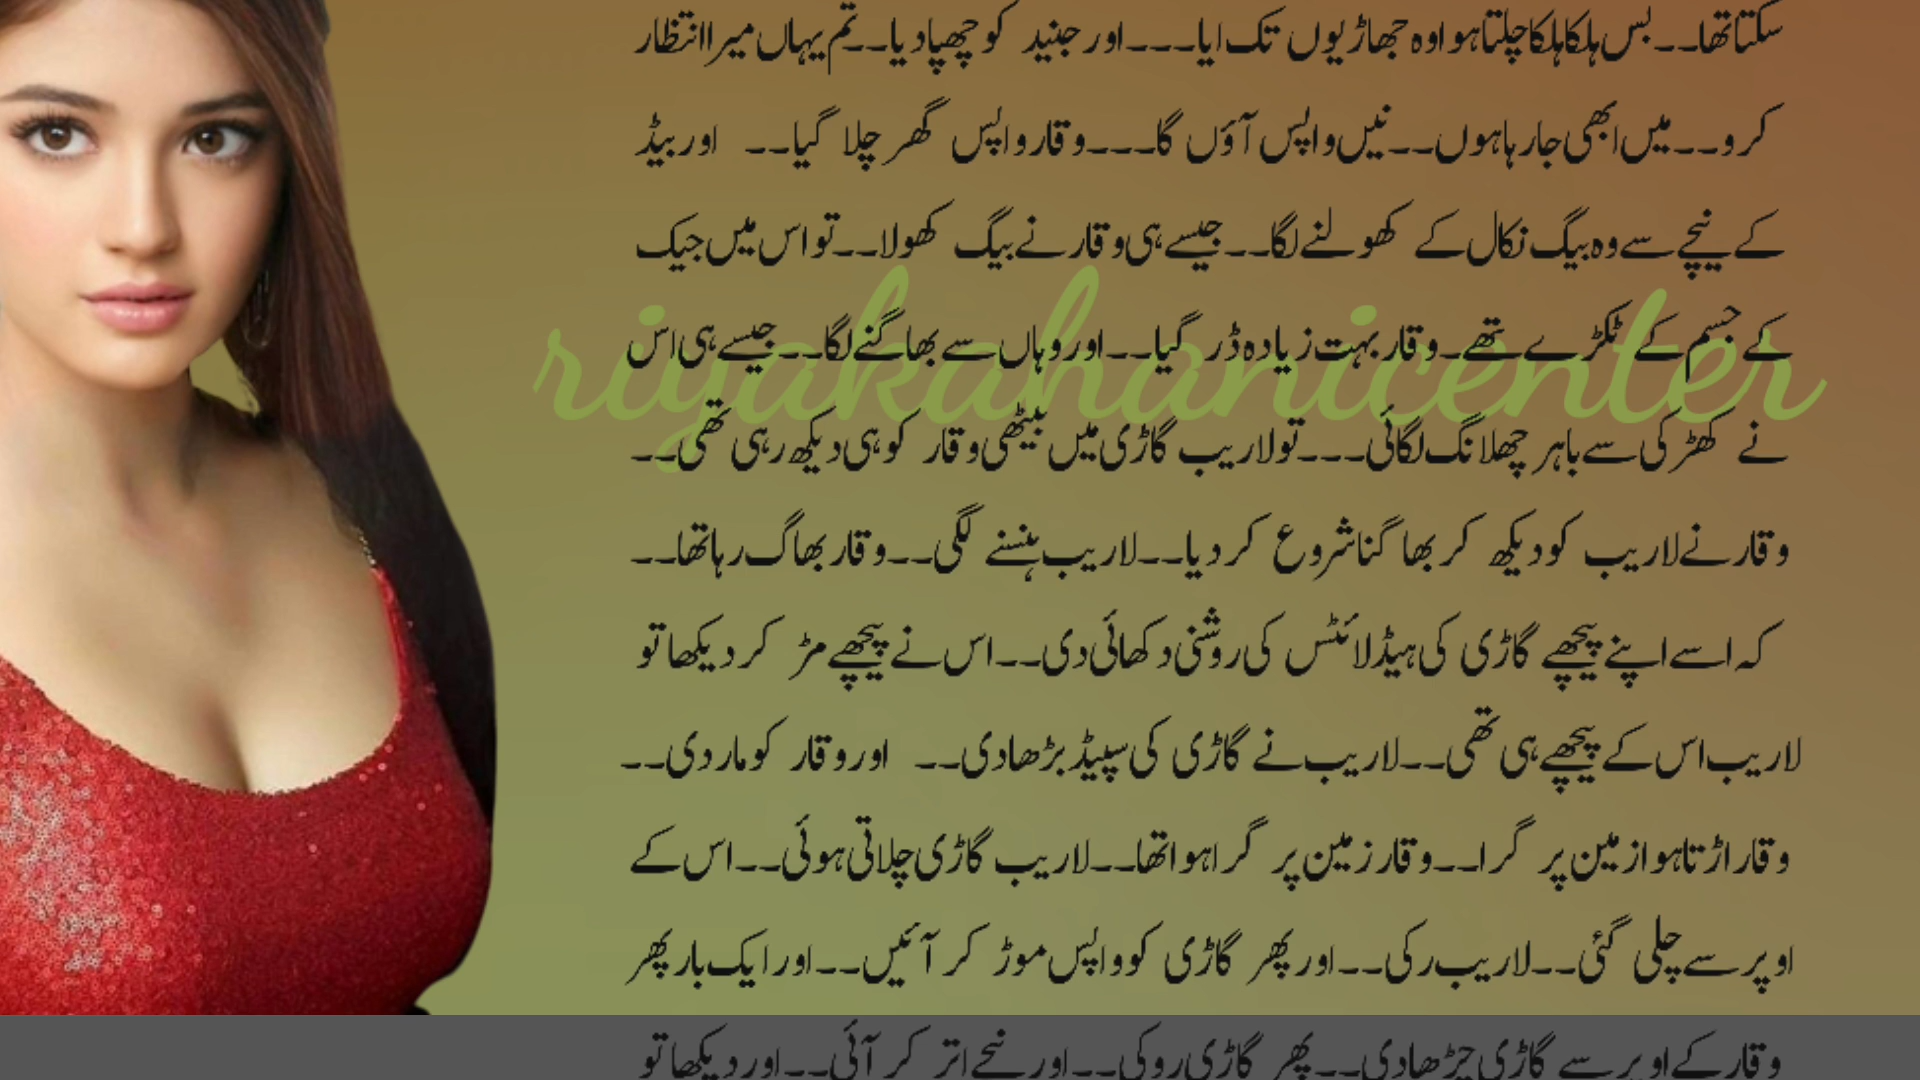 سکتا تھا۔۔ بس ہلکا ہلکا چلتا ہوا وہ جھاڑیوں تک ایا۔۔۔ اور جنید کو چھپا دیا۔۔ تم یہاں میرا انتظار
کرو۔۔ میں ابھی جا رہا ہوں۔۔ نیں واپس آؤں گا۔۔۔ وقار واپس گھر چلا گیا۔۔ اور بیڈ
کے نیچے سے وہ بیگ نکال کے کھولنے لگا۔۔ جیسے ہی وقار نے بیگ کھولا۔۔ تو اس میں جیک
کے جسم کے ٹکڑے تھے۔ وقار بہت زیادہ ڈر گیا۔۔ اور وہاں سے بھاگنے لگا۔۔ جیسے ہی اس
riyakahanicenter
نے کھڑکی سے باہر چھلانگ لگائی۔۔۔ تو لاریب گاڑی میں بیٹھی وقار کو ہی دیکھ رہی تھی۔۔
وقار نے لاریب کو دیکھ کر بھاگنا شروع کر دیا۔۔ لاریب ہنسنے لگی۔۔ وقار بھاگ رہا تھا۔۔
کہ اسے اپنے پیچھے گاڑی کی ہیڈلائٹس کی روشنی دکھائی دی۔۔ اس نے پیچھے مڑ کر دیکھا تو
لاریب اس کے پیچھے ہی تھی۔۔ لاریب نے گاڑی کی سپیڈ بڑھا دی۔۔ اور وقار کو مار دی۔۔
وقار اڑتا ہوا زمین پر گرا۔۔ وقار زمین پر گرا ہوا تھا۔۔ لاریب گاڑی چلاتی ہوئی۔۔ اس کے
اوپر سے چلی گئی۔۔ لاریب رکی۔۔ اور پھر گاڑی کو واپس موڑ کر آئیں۔۔ اور ایک بار پھر
وقار کے اوپر سے گاڑی چڑھا دی۔۔ پھر گاڑی روکی۔۔ اور نیچے اتر کر آئی۔۔ اور دیکھا تو